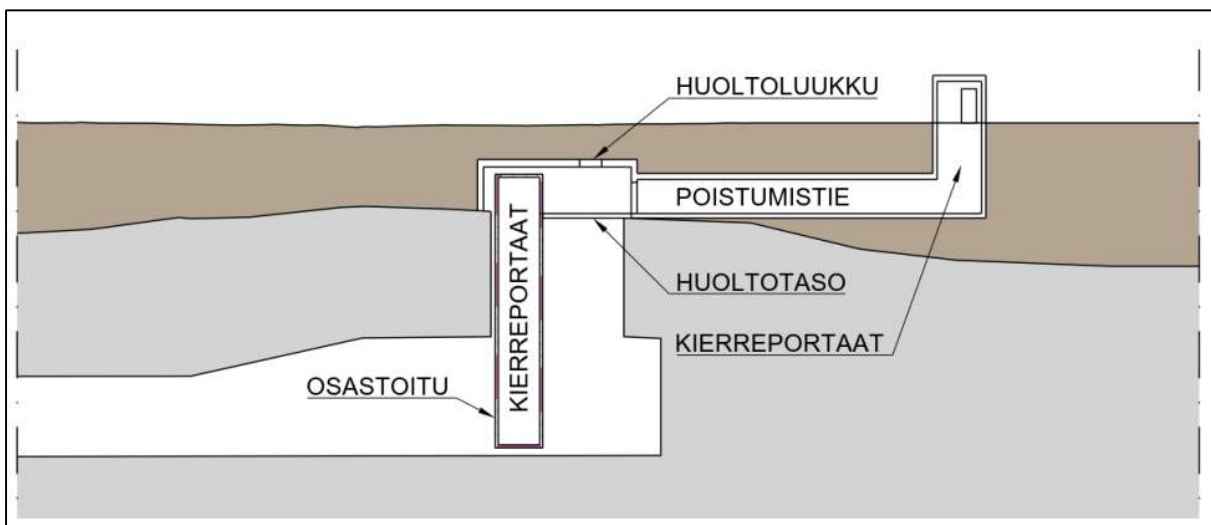 HUOLTOLUUKKU
POISTUMISTIE
KIERREPORTAAT
HUOLTOTASO
KIERREPORTAAT
OSASTOITU